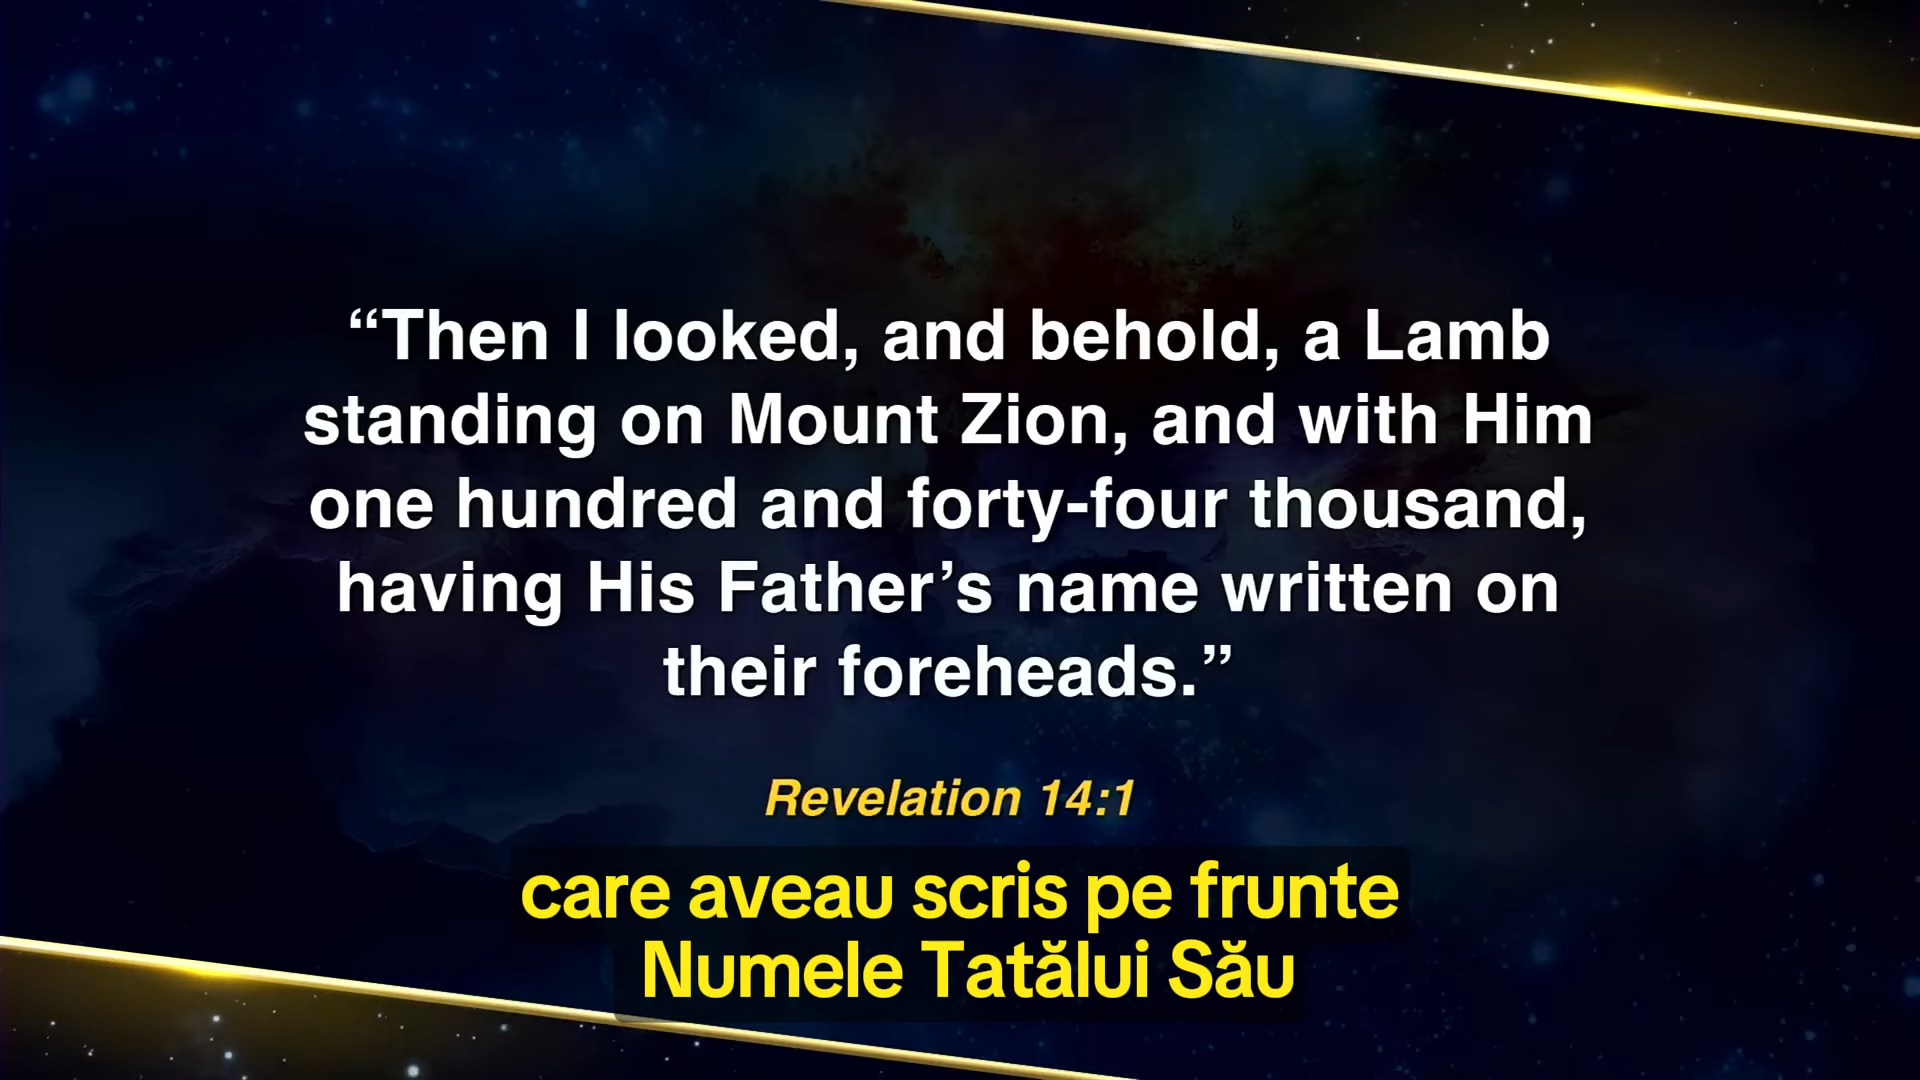 “Then I looked, and behold, a Lamb
standing on Mount Zion, and with Him
one hundred and forty-four thousand,
having His Father’s name written on
their foreheads.”
Revelation 14:1
care aveau scris pe frunte
Numele Tatălui Său